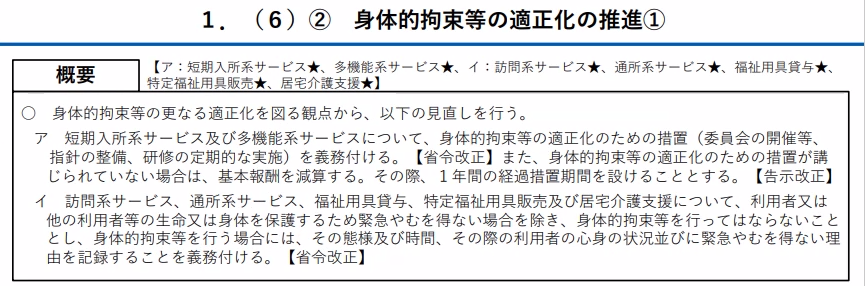 １．（６）②　身体的拘束等の適正化の推進①
概要
【ア：短期入所系サービス★、多機能系サービス★、イ：訪問系サービス★、通所系サービス★、福祉用具貸与★、
特定福祉用具販売★、居宅介護支援★】
○　身体的拘束等の更なる適正化を図る観点から、以下の見直しを行う。
ア　短期入所系サービス及び多機能系サービスについて、身体的拘束等の適正化のための措置（委員会の開催等、
指針の整備、研修の定期的な実施）を義務付ける。【省令改正】また、身体的拘束等の適正化のための措置が講
じられていない場合は、基本報酬を減算する。その際、１年間の経過措置期間を設けることとする。【告示改正】
イ　訪問系サービス、通所系サービス、福祉用具貸与、特定福祉用具販売及び居宅介護支援について、利用者又は
他の利用者等の生命又は身体を保護するため緊急やむを得ない場合を除き、身体的拘束等を行ってはならないこと
とし、身体的拘束等を行う場合には、その態様及び時間、その際の利用者の心身の状況並びに緊急やむを得ない理
由を記録することを義務付ける。【省令改正】